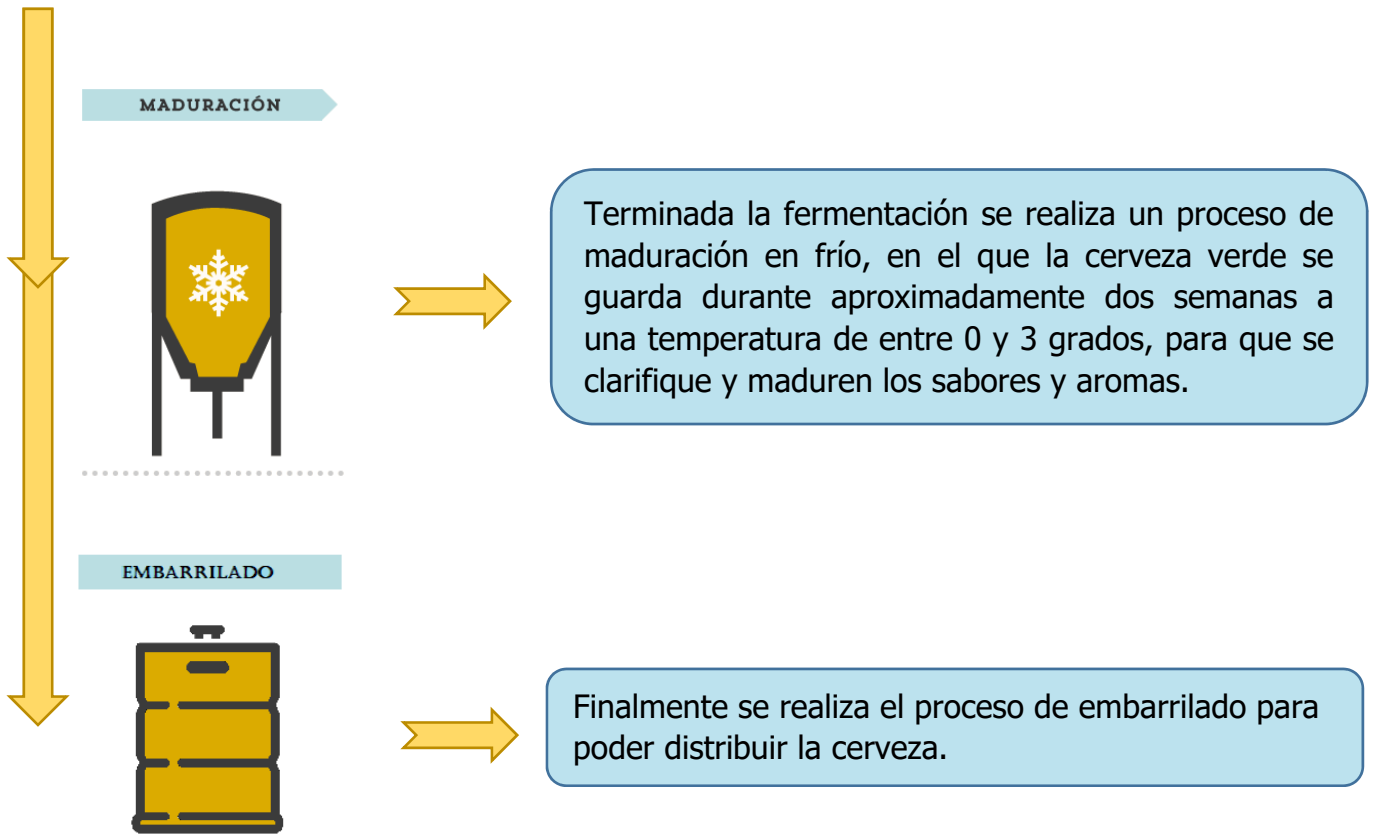 MADURACIÓN
Terminada la fermentación se realiza un proceso de
maduración en frío, en el que la cerveza verde se
guarda durante aproximadamente dos semanas a
una temperatura de entre 0 y 3 grados, para que se
clarifique y maduren los sabores y aromas.
EMBARRILADO
Finalmente se realiza el proceso de embarrilado para
poder distribuir la cerveza.